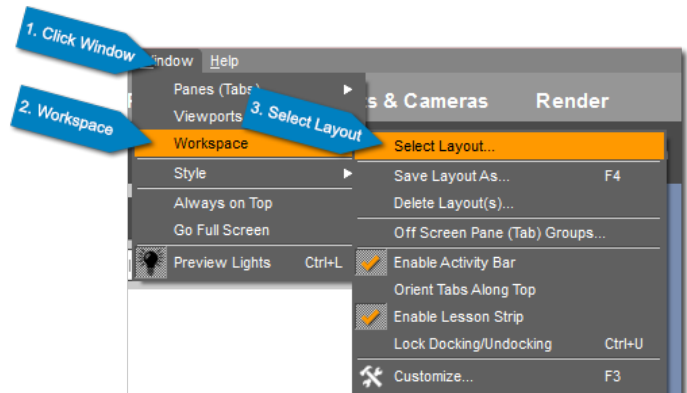 1. Click Window
Window Help
Panes (Tabs)
s & Cameras Render
Viewports
2. Workspace
3. Select Layout
Workspace
Select Layout...
Style
Save Layout As... F4
Always on Top
Delete Layout(s)...
Go Full Screen
Off Screen Pane (Tab) Groups...
Preview Lights Ctrl+L
Enable Activity Bar
Orient Tabs Along Top
Enable Lesson Strip
Lock Docking/Undocking Ctrl+U
Customize... F3